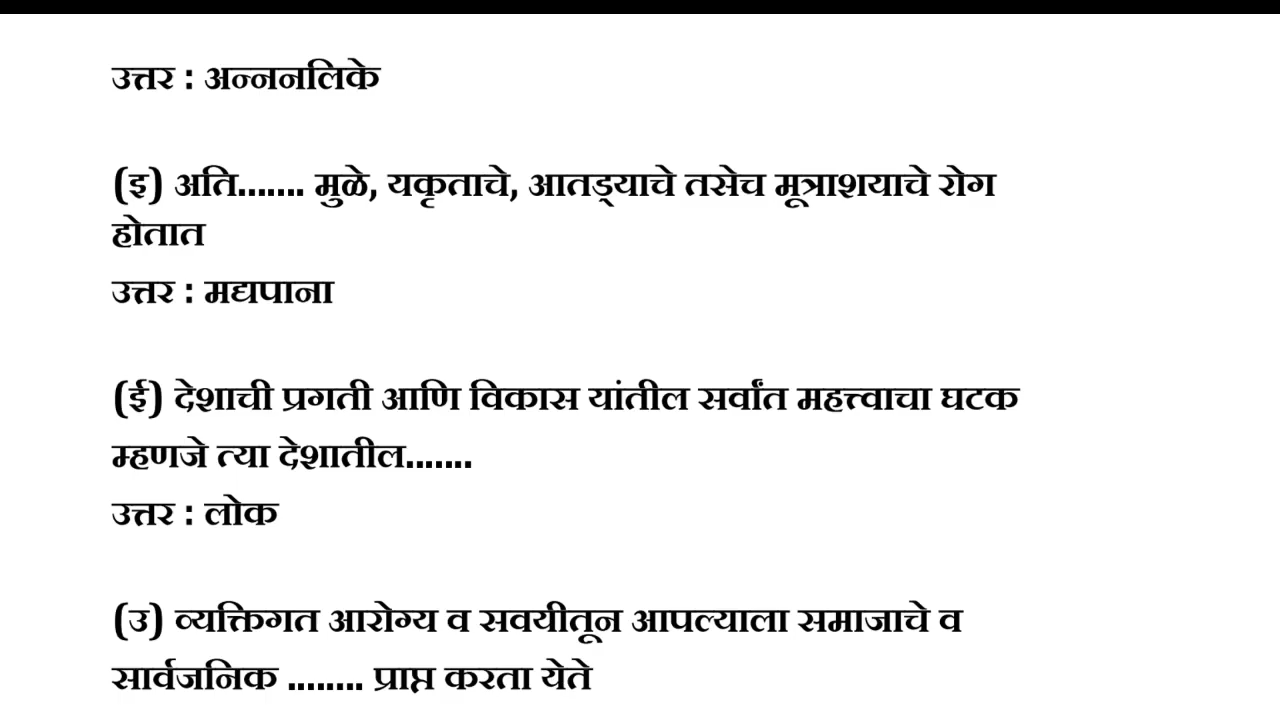 उत्तर : अन्ननलिके
(इ) अति....... मुळे, यकृताचे, आतड्याचे तसेच मूत्राशयाचे रोग
होतात
उत्तर : मद्यपाना
(ई) देशाची प्रगती आणि विकास यांतील सर्वांत महत्त्वाचा घटक
म्हणजे त्या देशातील.......
उत्तर : लोक
(उ) व्यक्तिगत आरोग्य व सवयीतून आपल्याला समाजाचे व
सार्वजनिक ........ प्राप्त करता येते